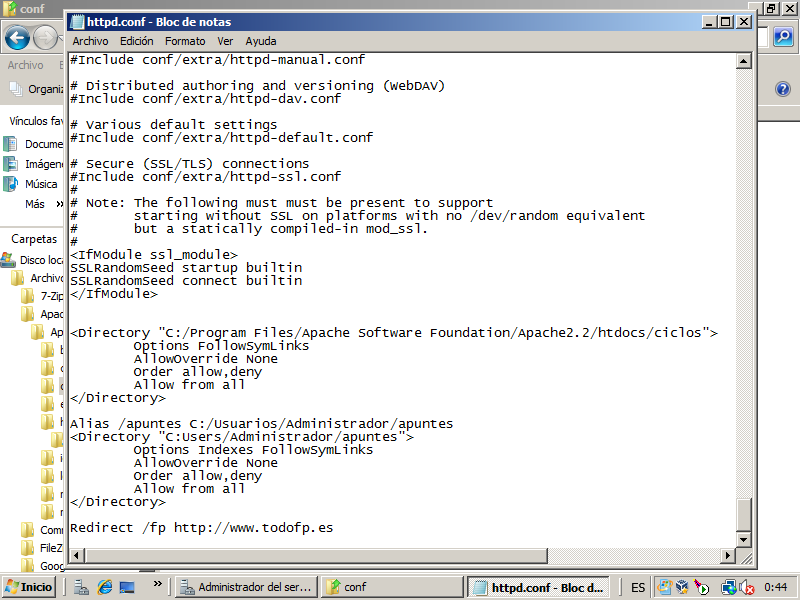 conf
httpd.conf - Bloc de notas
Archivo Edición Formato Ver Ayuda
#Include conf/extra/httpd-manual.conf
# Distributed authoring and versioning (WebDAV)
#Include conf/extra/httpd-dav.conf
# Various default settings
#Include conf/extra/httpd-default.conf
# Secure (SSL/TLS) connections
#Include conf/extra/httpd-ssl.conf
#
# Note: The following must must be present to support
# starting without SSL on platforms with no /dev/random equivalent
# but a statically compiled-in mod_ssl.
#
<IfModule ssl_module>
SSLRandomSeed startup builtin
SSLRandomSeed connect builtin
</IfModule>
<Directory "C:/Program Files/Apache Software Foundation/Apache2.2/htdocs/ciclos">
Options FollowSymLinks
AllowOverride None
Order allow,deny
Allow from all
</Directory>
Alias /apuntes C:/Usuarios/Administrador/apuntes
<Directory "C:Users/Administrador/apuntes">
Options Indexes FollowSymLinks
AllowOverride None
Order allow,deny
Allow from all
</Directory>
Redirect /fp http://www.todofp.es
Archivo
Organiz
Vínculos fav
Docume
Imágen
Música
Más »
Carpetas
Disco loca
Archivo
7-Zip
Apac
Ap
Comm
FileZ
Goog
Inicio
»
Administrador del ser...
conf
httpd.conf - Bloc d...
ES
0:44